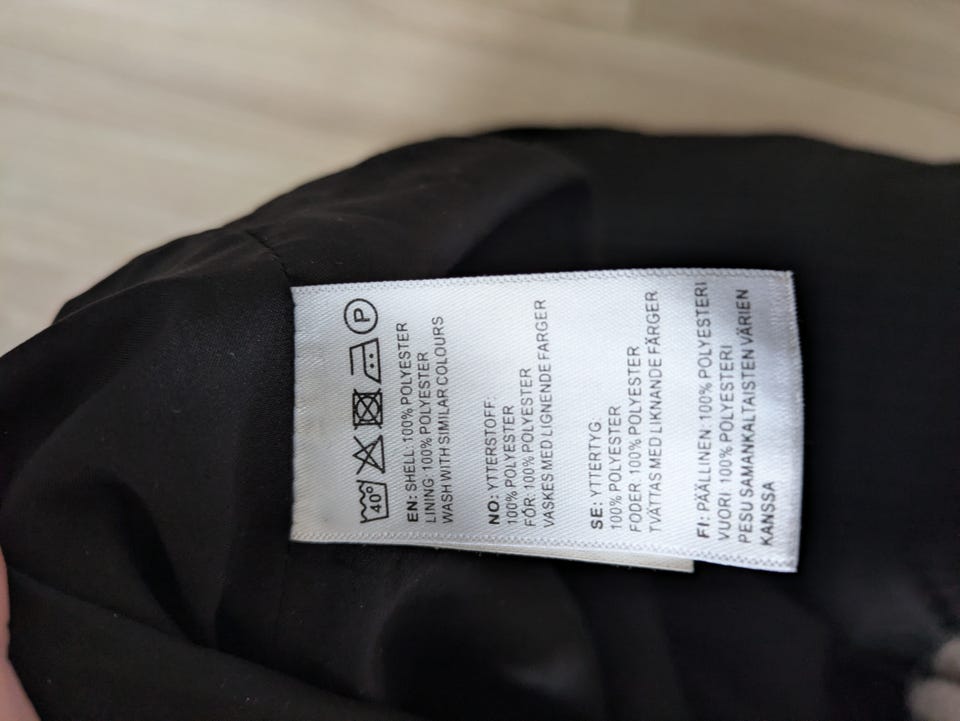 40°
P
EN: SHELL: 100% POLYESTER
LINING: 100% POLYESTER
WASH WITH SIMILAR COLOURS
NO: YTTERSTOFF:
100% POLYESTER
FÓR: 100% POLYESTER
VASKES MED LIGNENDE FARGER
SE: YTTERTYG:
100% POLYESTER
FODER: 100% POLYESTER
TVÄTTAS MED LIKNANDE FÄRGER
FI: PÄÄLLINEN: 100% POLYESTERI
VUORI: 100% POLYESTERI
PESU SAMANKALTAISTEN VÄRIEN
KANSSA